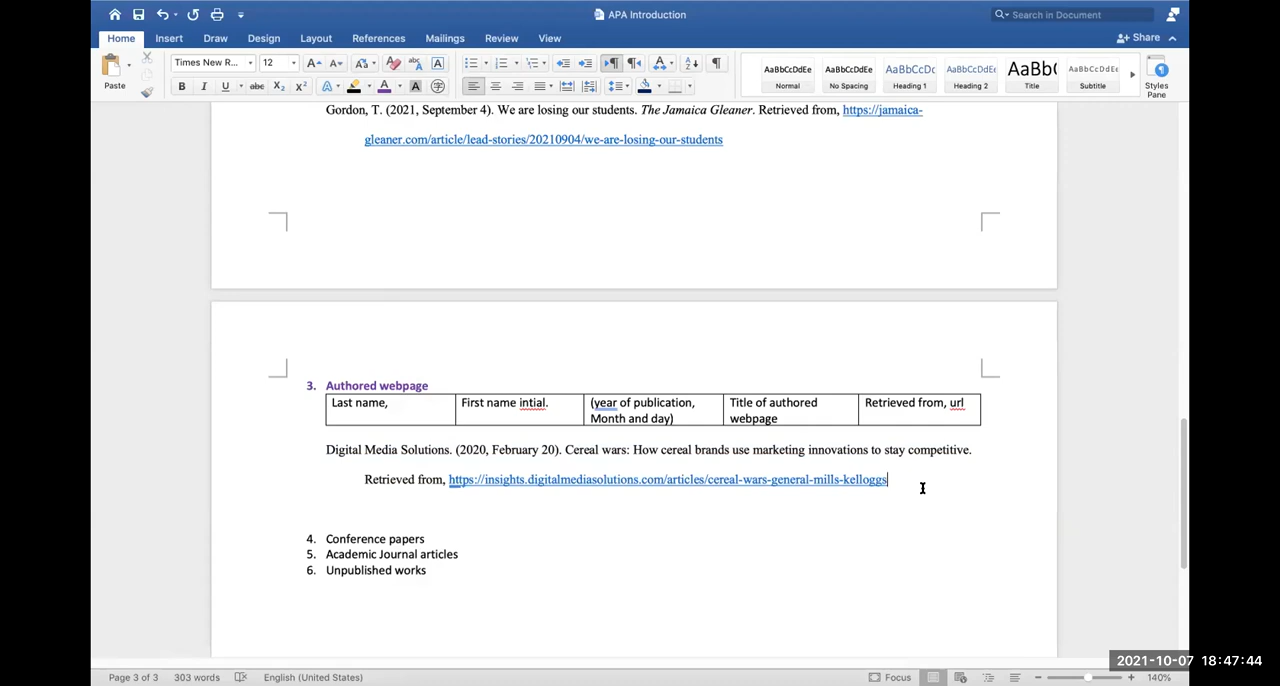 APA Introduction
Search in Document
Home Insert Draw Design Layout References Mailings Review View
Share
Paste
Times New R... 12
AaBbCcDdEe AaBbCcDdEe AaBbCcDc AaBbCcDdEe AaBb( AaBbCcDdEe
Normal No Spacing Heading 1 Heading 2 Title Subtitle
Styles
Pane
Gordon, T. (2021, September 4). We are losing our students. The Jamaica Gleaner. Retrieved from, https://jamaica-
gleaner.com/article/lead-stories/20210904/we-are-losing-our-students
3. Authored webpage
Last name, First name intial. (year of publication, Title of authored Retrieved from, url
Month and day) webpage
Digital Media Solutions. (2020, February 20). Cereal wars: How cereal brands use marketing innovations to stay competitive.
Retrieved from, https://insights.digitalmediasolutions.com/articles/cereal-wars-general-mills-kelloggs
4. Conference papers
5. Academic Journal articles
6. Unpublished works
2021-10-07 18:47:44
Page 3 of 3 303 words English (United States) Focus 140%